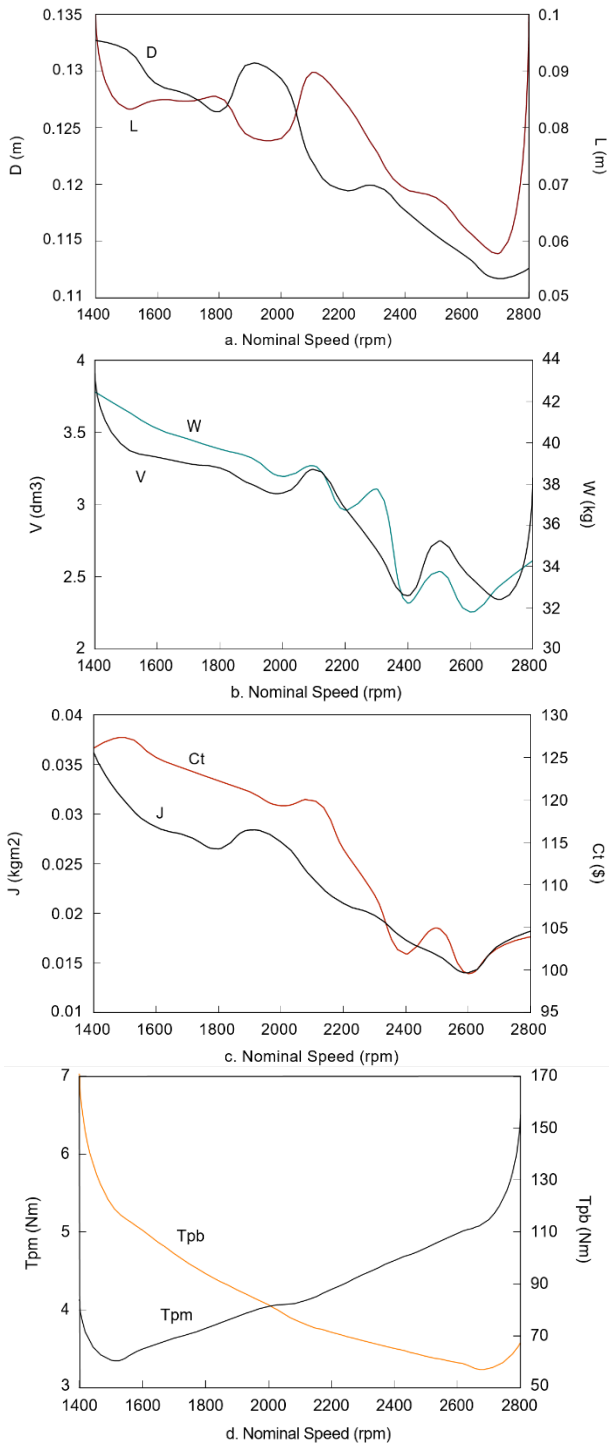 0.135 0.1
D
0.13 0.09
0.125 0.08
L
D (m) L (m)
0.12 0.07
0.115 0.06
0.11 0.05
1400 1600 1800 2000 2200 2400 2600 2800
a. Nominal Speed (rpm)
4 44
42
W
3.5 40
V
38
V (dm3) W (kg)
3 36
34
2.5
32
2 30
1400 1600 1800 2000 2200 2400 2600 2800
b. Nominal Speed (rpm)
0.04 130
Ct
0.035 125
120
0.03
J
115
J (kgm2) Ct ($)
0.025
110
0.02
105
0.015 100
0.01 95
1400 1600 1800 2000 2200 2400 2600 2800
c. Nominal Speed (rpm)
7 170
150
6
130
Tpm (Nm) Tpb (Nm)
5 Tpb 110
90
4 Tpm
70
3 50
1400 1600 1800 2000 2200 2400 2600 2800
d. Nominal Speed (rpm)